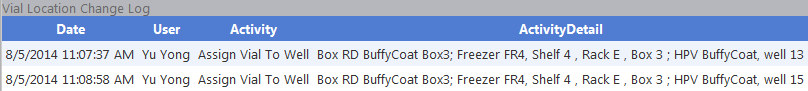 Vial Location Change Log
Date User Activity ActivityDetail
8/5/2014 11:07:37 AM Yu Yong Assign Vial To Well Box RD BuffyCoat Box3; Freezer FR4, Shelf 4 , Rack E , Box 3 ; HPV BuffyCoat, well 13
8/5/2014 11:08:58 AM Yu Yong Assign Vial To Well Box RD BuffyCoat Box3; Freezer FR4, Shelf 4 , Rack E , Box 3 ; HPV BuffyCoat, well 15